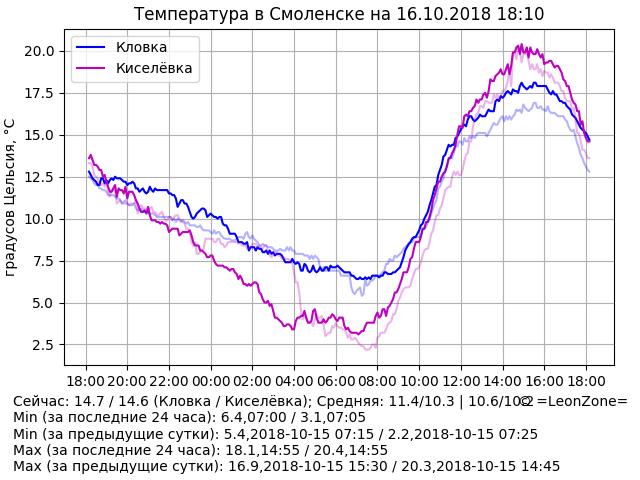 Температура в Смоленске на 16.10.2018 18:10
Кловка
Киселёвка
градусов Цельсия, °C
20.0
17.5
15.0
12.5
10.0
7.5
5.0
2.5
18:00 20:00 22:00 00:00 02:00 04:00 06:00 08:00 10:00 12:00 14:00 16:00 18:00
Сейчас: 14.7 / 14.6 (Кловка / Киселёвка); Средняя: 11.4/10.3 | 10.6/10.2
© =LeonZone=
Min (за последние 24 часа): 6.4,07:00 / 3.1,07:05
Min (за предыдущие сутки): 5.4,2018-10-15 07:15 / 2.2,2018-10-15 07:25
Max (за последние 24 часа): 18.1,14:55 / 20.4,14:55
Max (за предыдущие сутки): 16.9,2018-10-15 15:30 / 20.3,2018-10-15 14:45